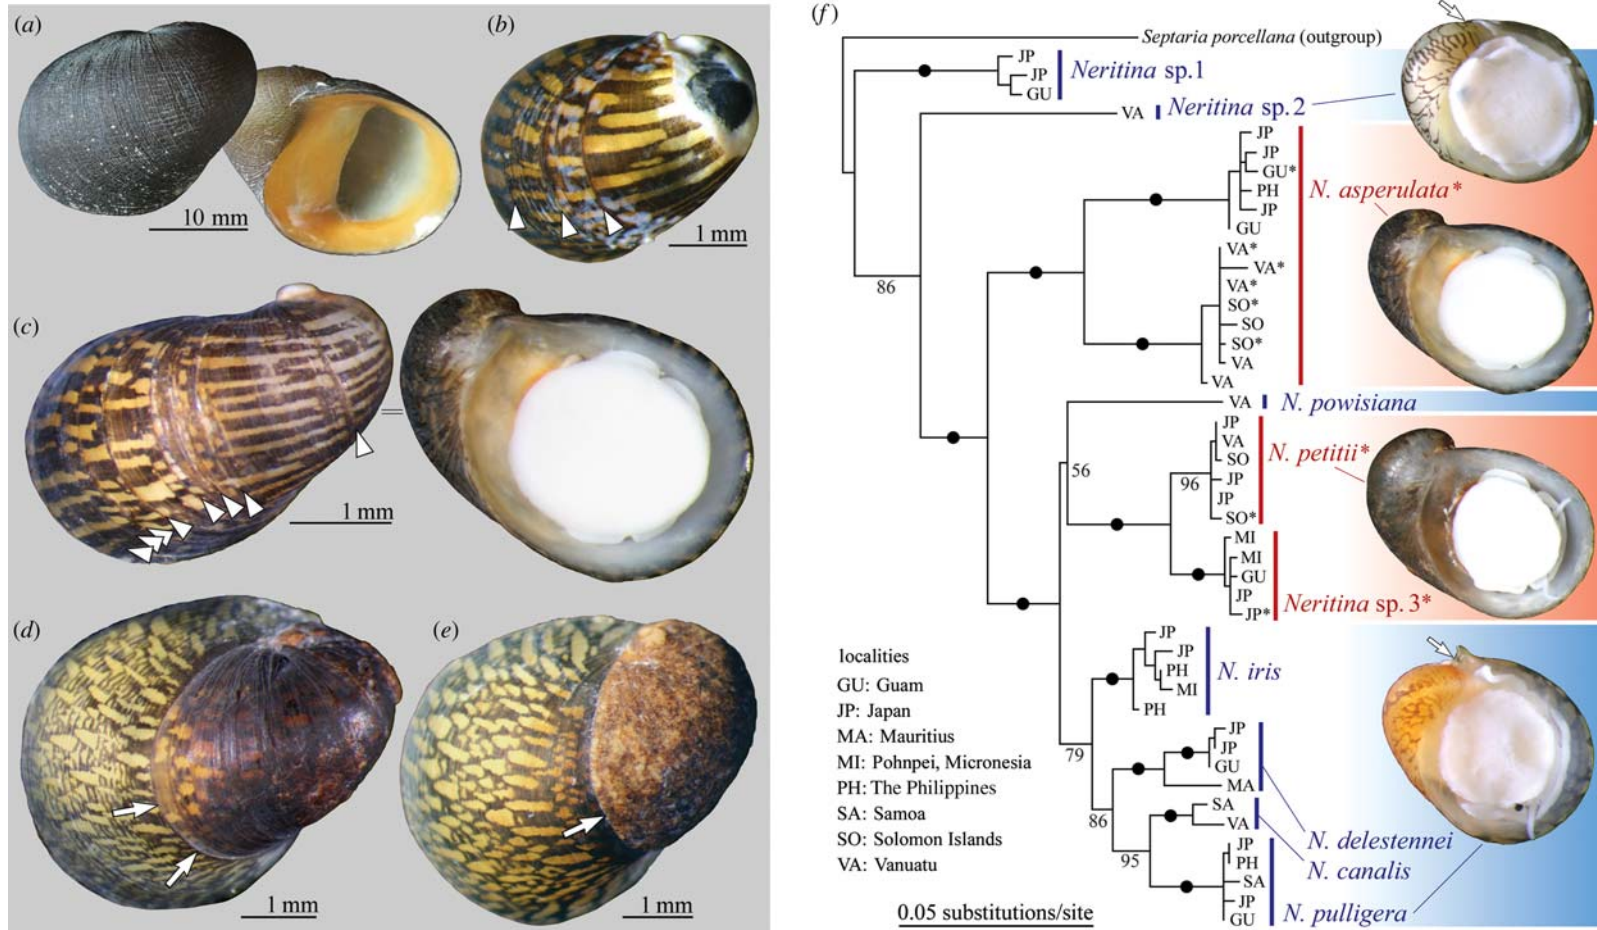 (a)
10 mm
(b)
1 mm
(c)
1 mm
(d)
1 mm
(e)
1 mm
(f)
Septaria porcellana (outgroup)
JP
JP
GU
Neritina sp.1
VA
Neritina sp.2
JP
JP
GU*
PH
JP
GU
N. asperulata*
VA*
VA*
VA*
SO*
SO
SO*
VA
VA
86
VA
N. powisiana
JP
VA
SO
JP
JP
SO*
N. petitii*
56
96
MI
MI
GU
JP
JP*
Neritina sp. 3*
JP
JP
PH
MI
PH
N. iris
79
JP
JP
GU
MA
86
SA
VA
95
JP
PH
SA
JP
GU
N. delestennei
N. canalis
N. pulligera
localities
GU: Guam
JP: Japan
MA: Mauritius
MI: Pohnpei, Micronesia
PH: The Philippines
SA: Samoa
SO: Solomon Islands
VA: Vanuatu
0.05 substitutions/site